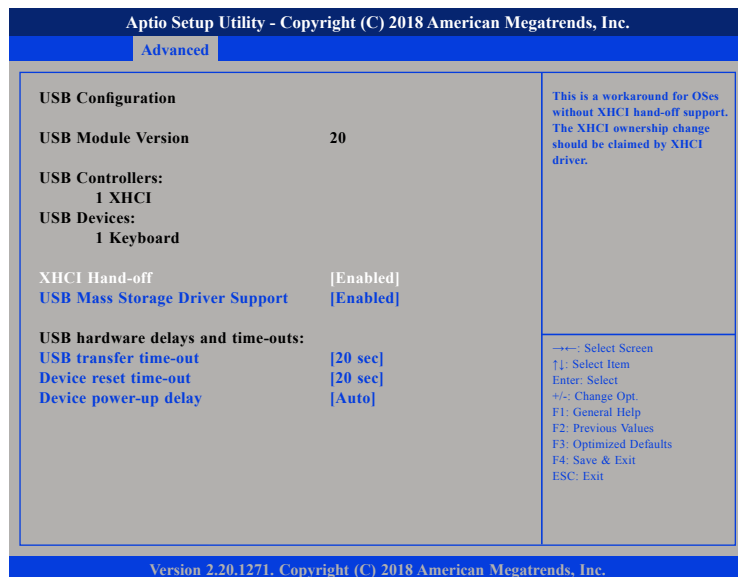 Aptio Setup Utility - Copyright (C) 2018 American Megatrends, Inc.
Advanced
USB Configuration
USB Module Version 20
USB Controllers:
1 XHCI
USB Devices:
1 Keyboard
XHCI Hand-off [Enabled]
USB Mass Storage Driver Support [Enabled]
USB hardware delays and time-outs:
USB transfer time-out [20 sec]
Device reset time-out [20 sec]
Device power-up delay [Auto]
This is a workaround for OSes
without XHCI hand-off support.
The XHCI ownership change
should be claimed by XHCI
driver.
→←: Select Screen
↑↓: Select Item
Enter: Select
+/-: Change Opt.
F1: General Help
F2: Previous Values
F3: Optimized Defaults
F4: Save & Exit
ESC: Exit
Version 2.20.1271. Copyright (C) 2018 American Megatrends, Inc.